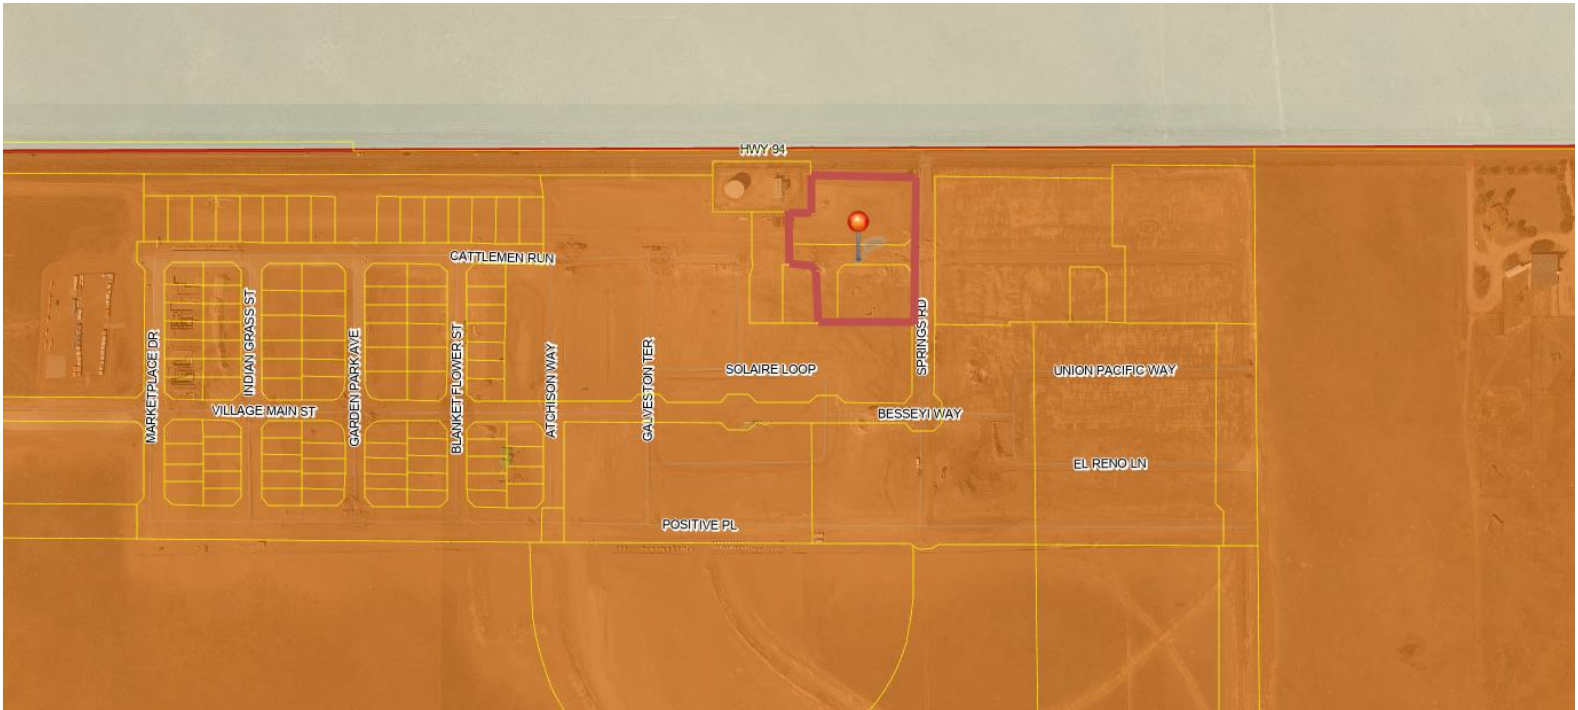 HWY 94
CATTLEMEN RUN
MARKETPLACE DR
INDIAN GRASS ST
GARDEN PARK AVE
BLANKET FLOWER ST
ATCHISON WAY
GALVESTON TER
SPRINGS RD
SOLAIRE LOOP
UNION PACIFIC WAY
VILLAGE MAIN ST
BESSEYI WAY
EL RENO LN
POSITIVE PL